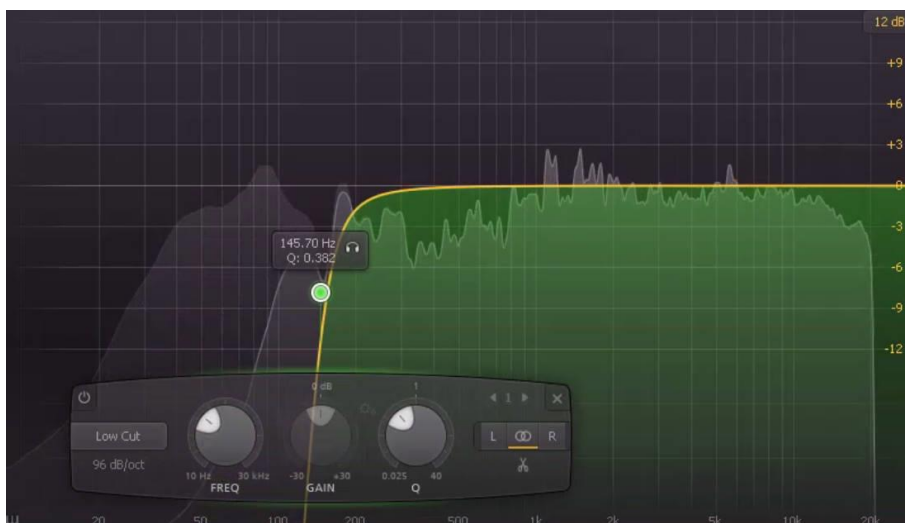 12 dB
+9
+6
+3
0
145.70 Hz
Q: 0.382
-3
-6
-9
-12
0 dB
1
1
Low Cut
L R
96 dB/oct
10 Hz 30 kHz
-30 +30
0.025 40
FREQ GAIN Q
20 50 100 200 500 1k 2k 5k 10k 20k